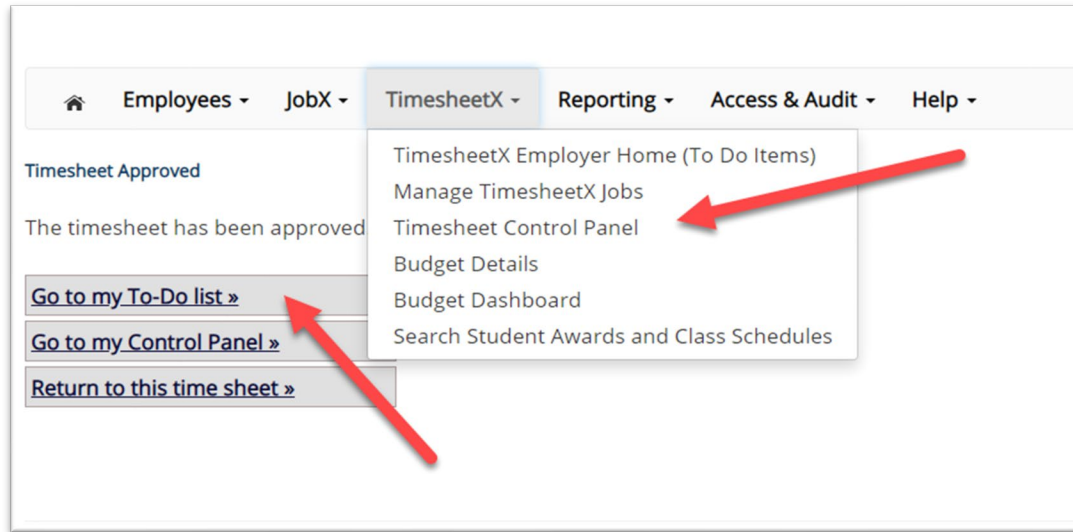 Employees JobX TimesheetX Reporting Access & Audit Help
TimesheetX Employer Home (To Do Items)
Manage TimesheetX Jobs
Timesheet Control Panel
Budget Details
Budget Dashboard
Search Student Awards and Class Schedules
Timesheet Approved
The timesheet has been approved
Go to my To-Do list »
Go to my Control Panel »
Return to this time sheet »